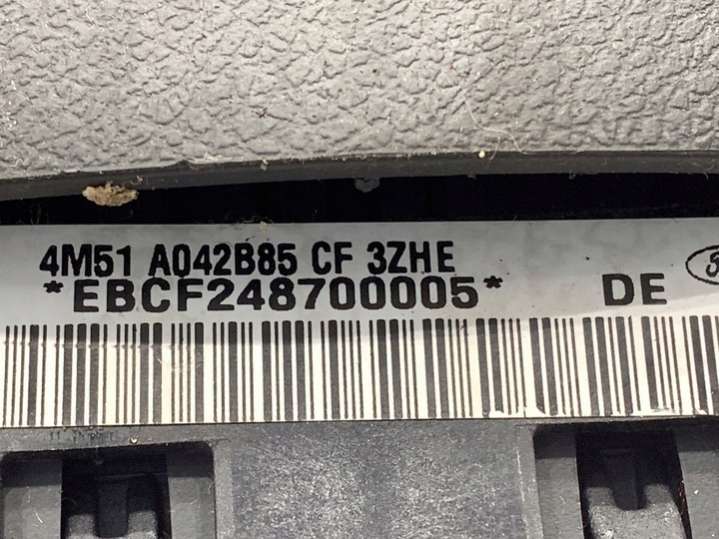 4M51 A042B85 CF 3ZHE
*EBCF248700005* DE